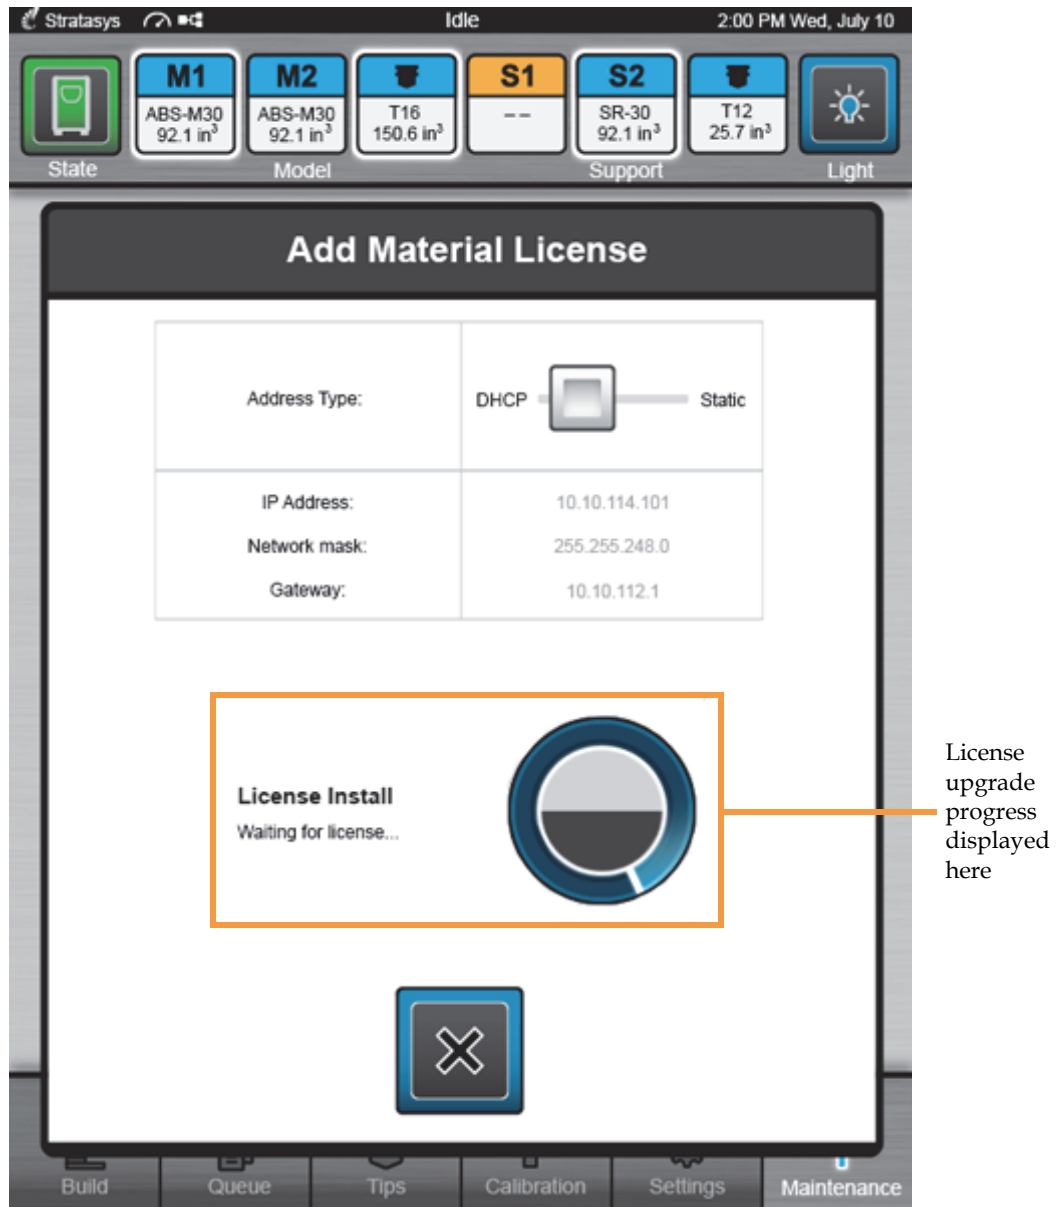 Stratasys Idle 2:00 PM Wed, July 10
M1 M2 S1 S2
ABS-M30 ABS-M30 T16 -- SR-30 T12
92.1 in³ 92.1 in³ 150.6 in³ 92.1 in³ 25.7 in³
State Model Support Light
Add Material License
Address Type: DHCP Static
IP Address: 10.10.114.101
Network mask: 255.255.248.0
Gateway: 10.10.112.1
License Install
Waiting for license...
License
upgrade
progress
displayed
here
Build Queue Tips Calibration Settings Maintenance